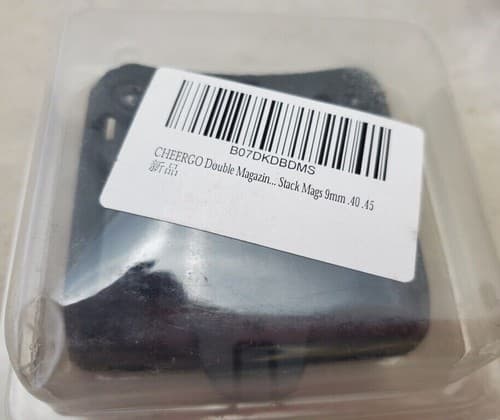 B07DKDBDMS
CHEERGO Double Magazin... Stack Mags 9mm .40 .45
新品